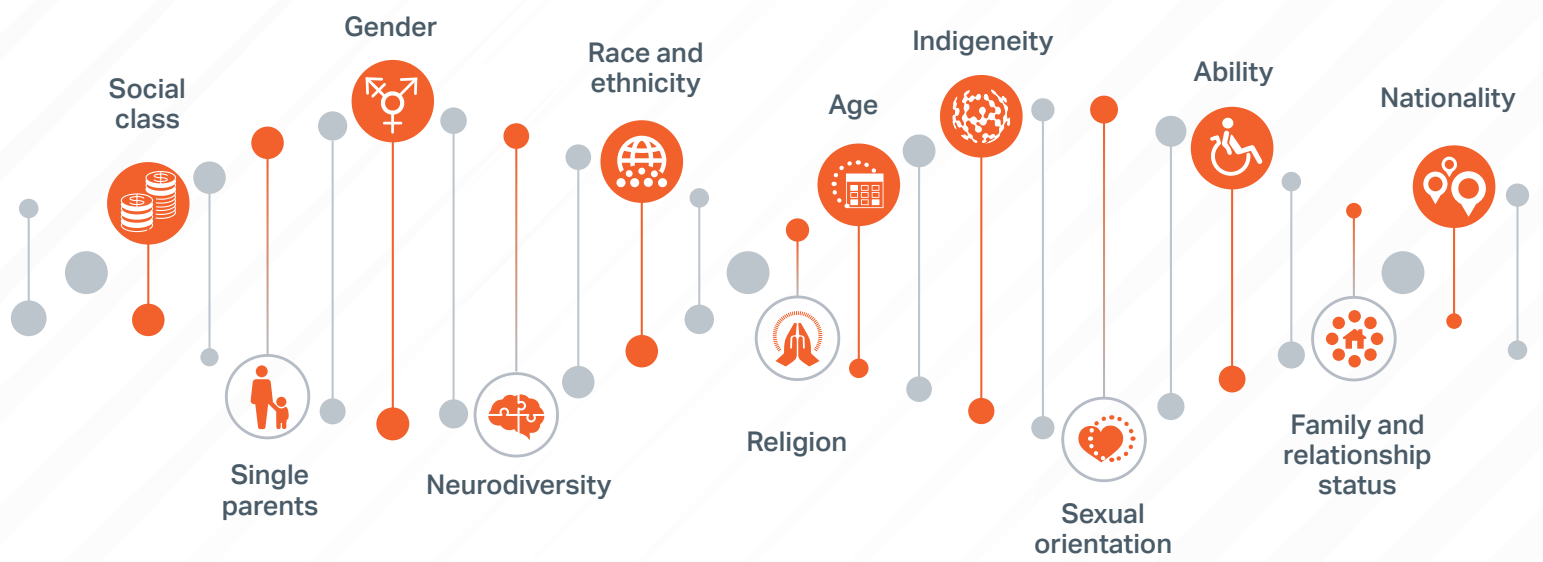 Social
class
Single
parents
Gender
Neurodiversity
Race and
ethnicity
Religion
Age
Indigeneity
Sexual
orientation
Ability
Family and
relationship
status
Nationality